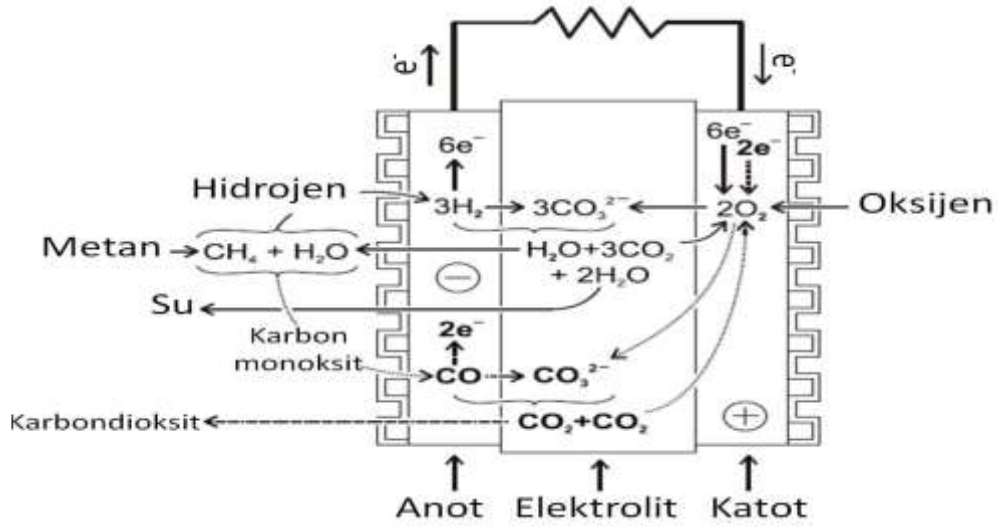 e⁻ e⁻
6e⁻ 6e⁻
2e⁻
Hidrojen 3H₂ 3CO₃²⁻ 2O₂ Oksijen
Metan CH₄ + H₂O H₂O+3CO₂
− + 2H₂O
Su
2e⁻
Karbon
monoksit CO CO₃²⁻
Karbondioksit CO₂+CO₂ +
Anot Elektrolit Katot